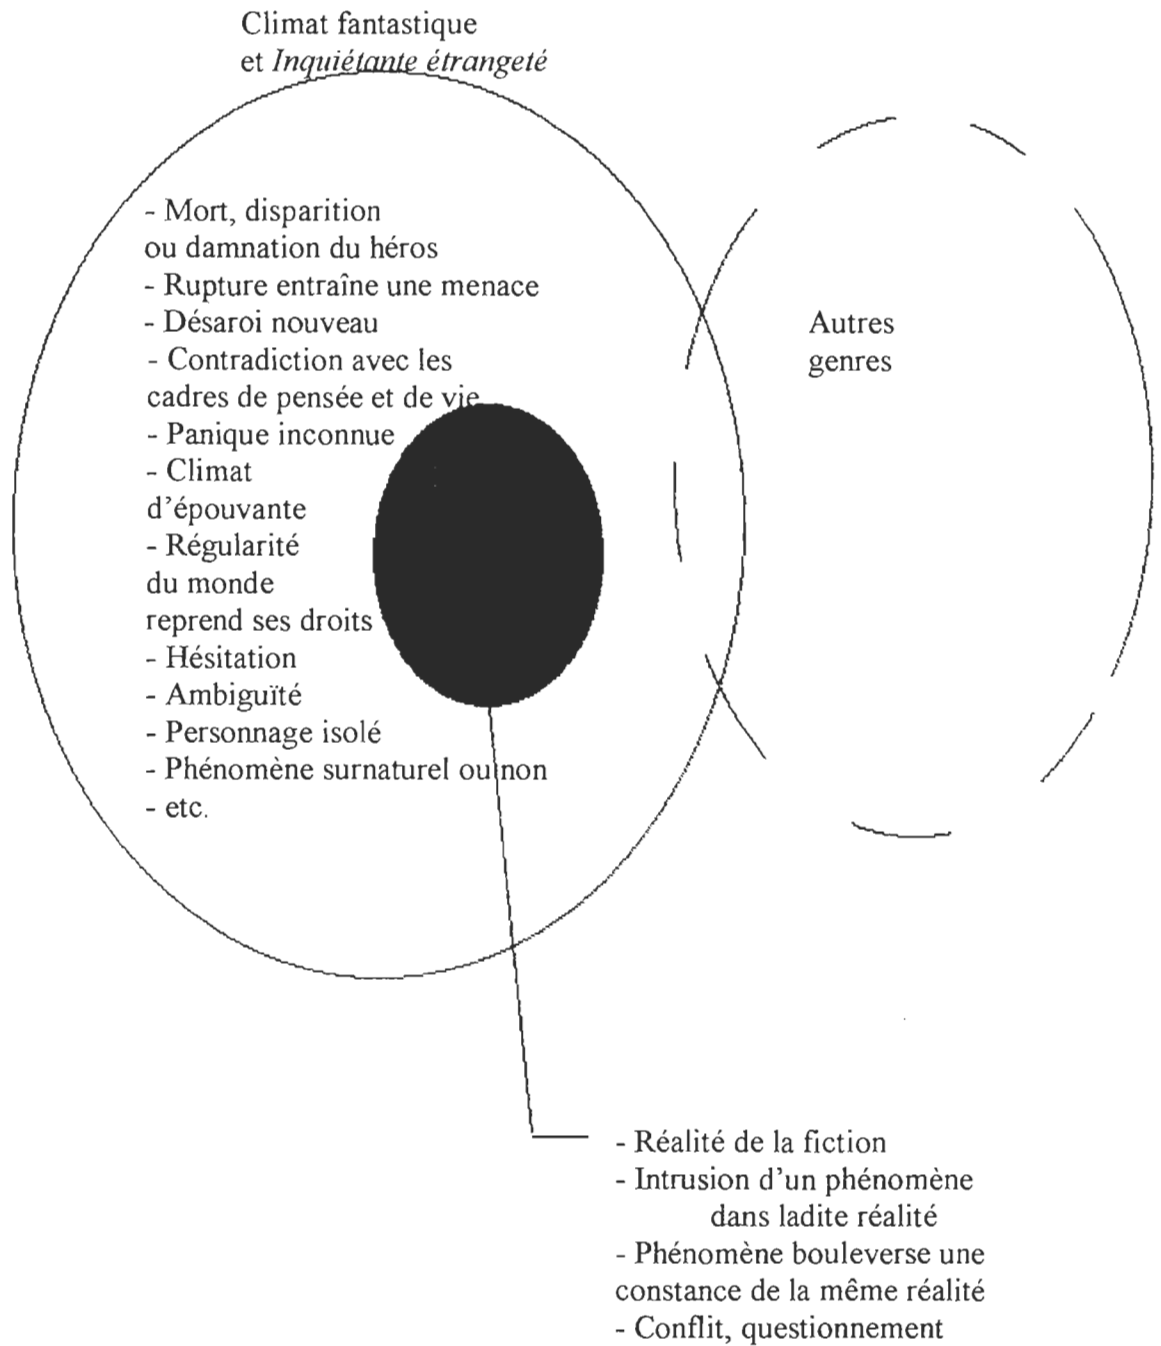 Climat fantastique
et Inquiétante étrangeté
- Mort, disparition
ou damnation du héros
- Rupture entraîne une menace
- Désaroi nouveau
- Contradiction avec les
cadres de pensée et de vie
- Panique inconnue
- Climat
d'épouvante
- Régularité
du monde
reprend ses droits
- Hésitation
- Ambiguïté
- Personnage isolé
- Phénomène surnaturel ou non
- etc.
Autres
genres
- Réalité de la fiction
- Intrusion d'un phénomène
dans ladite réalité
- Phénomène bouleverse une
constance de la même réalité
- Conflit, questionnement